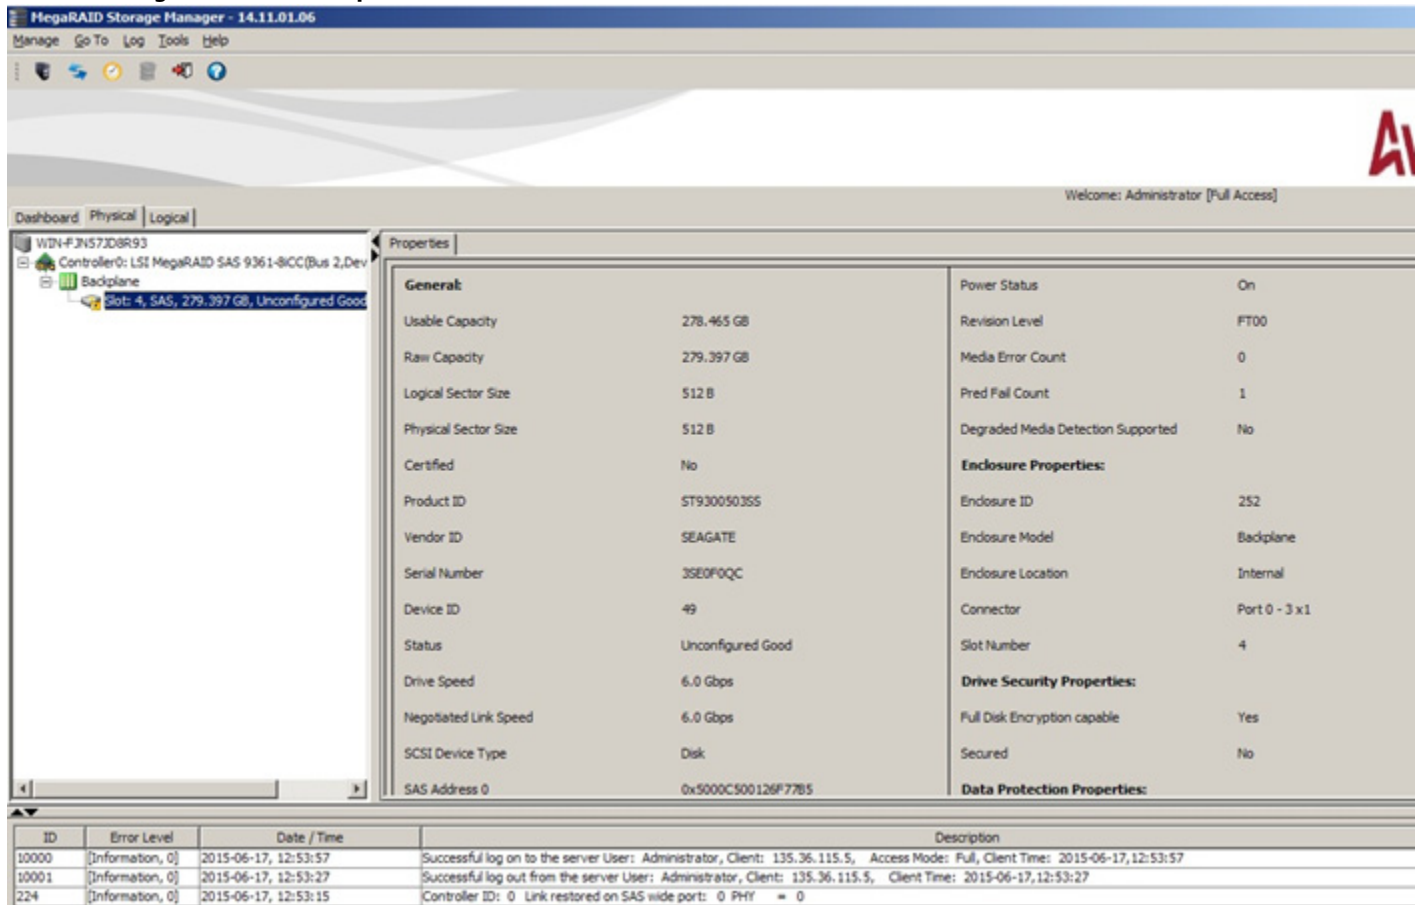 MegaRAID Storage Manager - 14.11.01.06
Manage Go To Log Tools Help
Welcome: Administrator [Full Access]
Dashboard Physical Logical
WIN-FJNS7JD8R93
Controller0: LSI MegaRAID SAS 9361-8iCC(Bus 2,Dev
Backplane
Slot: 4, SAS, 279.397 GB, Unconfigured Good
Properties
General:
Usable Capacity 278.465 GB
Raw Capacity 279.397 GB
Logical Sector Size 512 B
Physical Sector Size 512 B
Certified No
Product ID ST9300503SS
Vendor ID SEAGATE
Serial Number 3SE0F0QC
Device ID 49
Status Unconfigured Good
Drive Speed 6.0 Gbps
Negotiated Link Speed 6.0 Gbps
SCSI Device Type Disk
SAS Address 0 0x5000C500126F77B5
Power Status On
Revision Level FT00
Media Error Count 0
Pred Fail Count 1
Degraded Media Detection Supported No
Enclosure Properties:
Enclosure ID 252
Enclosure Model Backplane
Enclosure Location Internal
Connector Port 0 - 3 x1
Slot Number 4
Drive Security Properties:
Full Disk Encryption capable Yes
Secured No
Data Protection Properties:
ID Error Level Date / Time Description
10000 [Information, 0] 2015-06-17, 12:53:57 Successful log on to the server User: Administrator, Client: 135.36.115.5, Access Mode: Full, Client Time: 2015-06-17,12:53:57
10001 [Information, 0] 2015-06-17, 12:53:27 Successful log out from the server User: Administrator, Client: 135.36.115.5, Client Time: 2015-06-17,12:53:27
224 [Information, 0] 2015-06-17, 12:53:15 Controller ID: 0 Link restored on SAS wide port: 0 PHY = 0